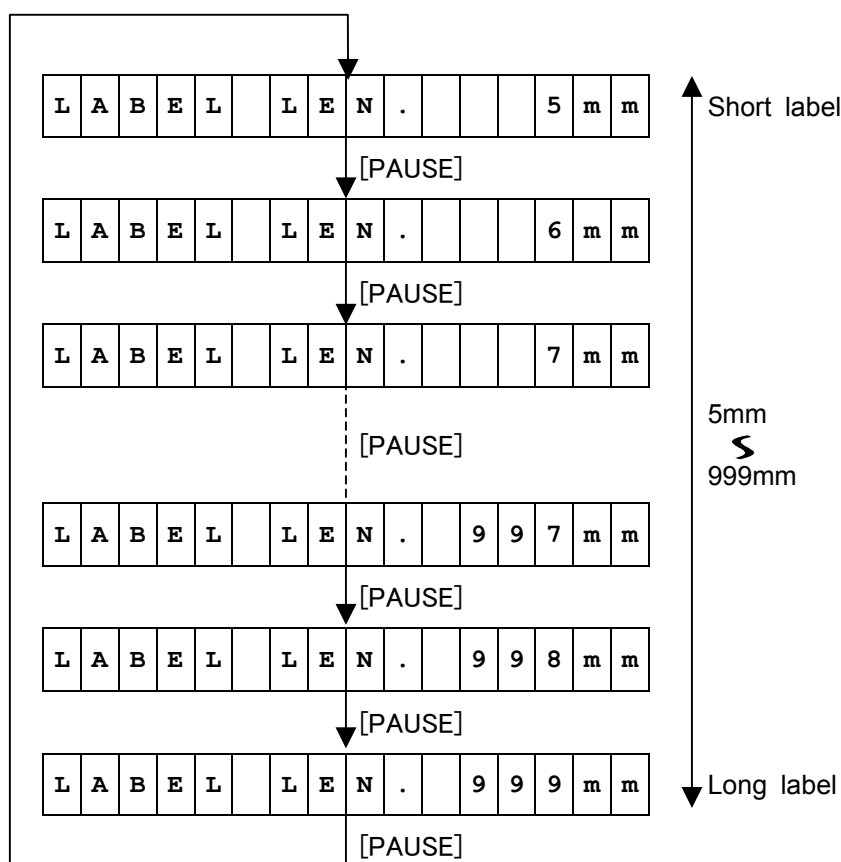 LABEL LEN. 5mm Short label
[PAUSE]
LABEL LEN. 6mm
[PAUSE]
LABEL LEN. 7mm
[PAUSE]
5mm
999mm
LABEL LEN. 997mm
[PAUSE]
LABEL LEN. 998mm
[PAUSE]
LABEL LEN. 999mm Long label
[PAUSE]